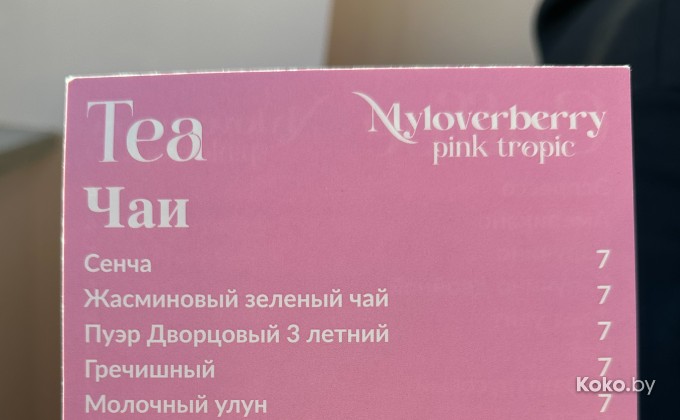 Tea
Myloverberry
pink tropic
Чаи
Сенча 7
Жасминовый зеленый чай 7
Пуэр Дворцовый 3 летний 7
Гречишный 7
Молочный улун 7
Koko.by